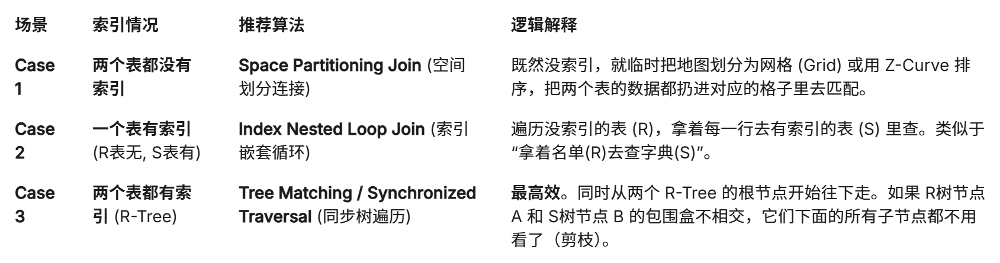 场景 索引情况 推荐算法 逻辑解释
Case 1 两个表都没有索引 Space Partitioning Join (空间划分连接) 既然没索引，就临时把地图划分为网格 (Grid) 或用 Z-Curve 排序，把两个表的数据都扔进对应的格子里去匹配。
Case 2 一个表有索引 (R表无, S表有) Index Nested Loop Join (索引嵌套循环) 遍历没索引的表 (R)，拿着每一行去有索引的表 (S) 里查。类似于“拿着名单(R)去查字典(S)”。
Case 3 两个表都有索引 (R-Tree) Tree Matching / Synchronized Traversal (同步树遍历) 最高效。同时从两个 R-Tree 的根节点开始往下走。如果 R树节点 A 和 S树节点 B 的包围盒不相交，它们下面的所有子节点都不用看了（剪枝）。